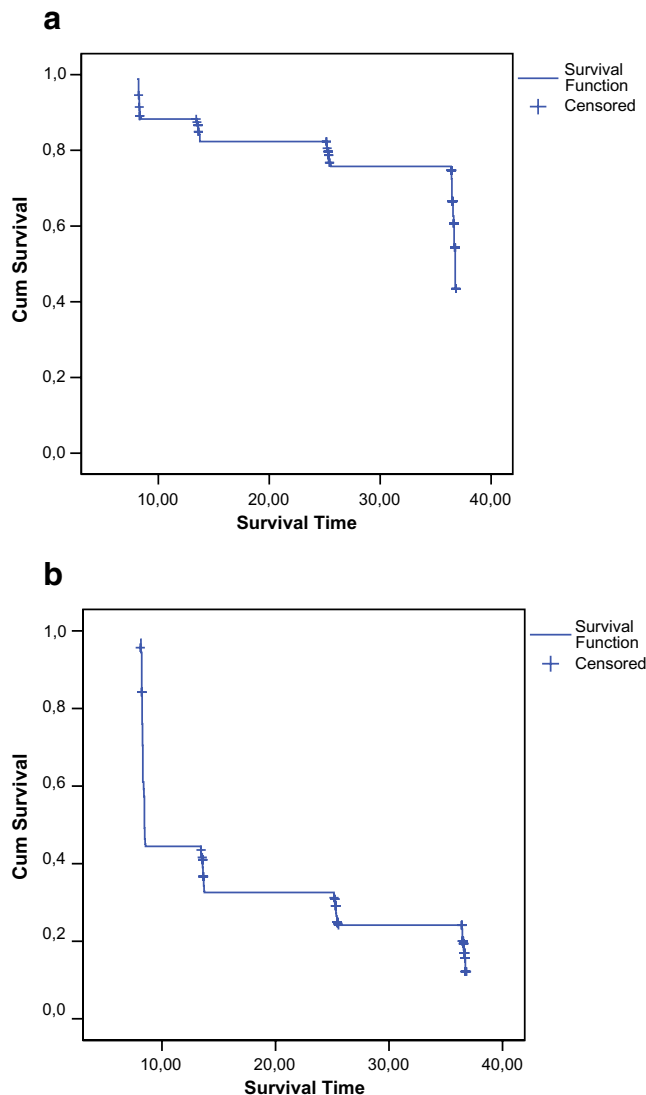 a
1,0
0,8
0,6
0,4
0,2
0,0
Cum Survival
10,00 20,00 30,00 40,00
Survival Time
Survival
Function
Censored
b
1,0
0,8
0,6
0,4
0,2
0,0
Cum Survival
10,00 20,00 30,00 40,00
Survival Time
Survival
Function
Censored